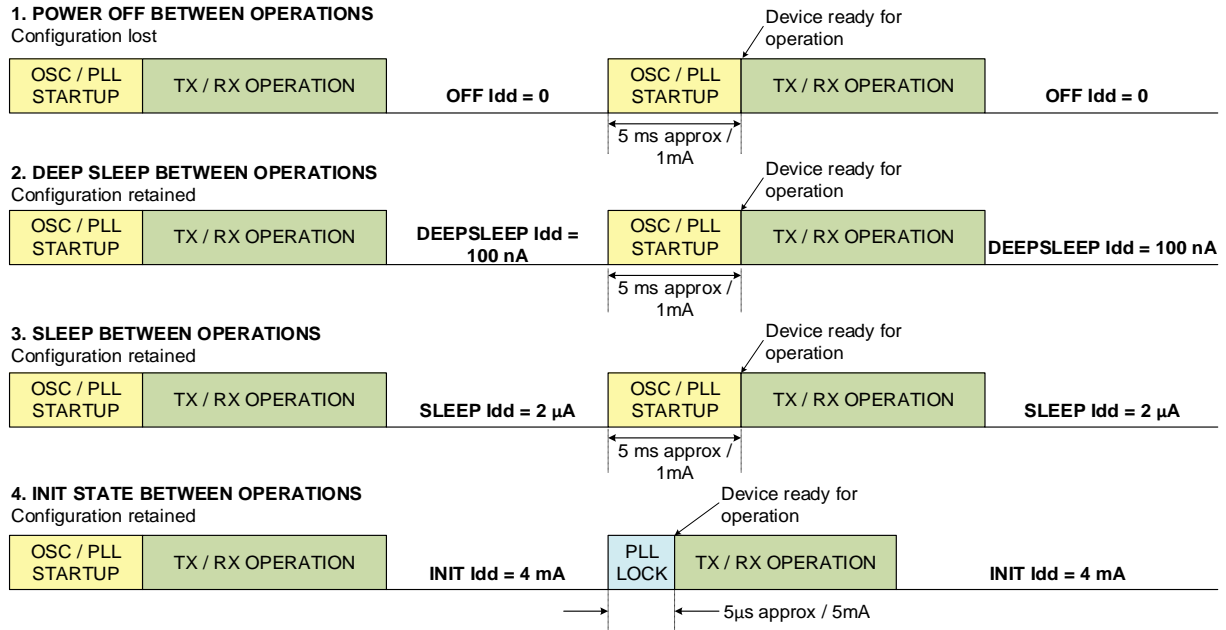 1. POWER OFF BETWEEN OPERATIONS
Configuration lost
Device ready for
operation
OSC / PLL
STARTUP
TX / RX OPERATION
OFF Idd = 0
OSC / PLL
STARTUP
TX / RX OPERATION
OFF Idd = 0
5 ms approx /
1mA
2. DEEP SLEEP BETWEEN OPERATIONS
Configuration retained
Device ready for
operation
OSC / PLL
STARTUP
TX / RX OPERATION
DEEPSLEEP Idd =
100 nA
OSC / PLL
STARTUP
TX / RX OPERATION
DEEPSLEEP Idd = 100 nA
5 ms approx /
1mA
3. SLEEP BETWEEN OPERATIONS
Configuration retained
Device ready for
operation
OSC / PLL
STARTUP
TX / RX OPERATION
SLEEP Idd = 2 µA
OSC / PLL
STARTUP
TX / RX OPERATION
SLEEP Idd = 2 µA
5 ms approx /
1mA
4. INIT STATE BETWEEN OPERATIONS
Configuration retained
Device ready for
operation
OSC / PLL
STARTUP
TX / RX OPERATION
INIT Idd = 4 mA
PLL
LOCK
TX / RX OPERATION
INIT Idd = 4 mA
5µs approx / 5mA